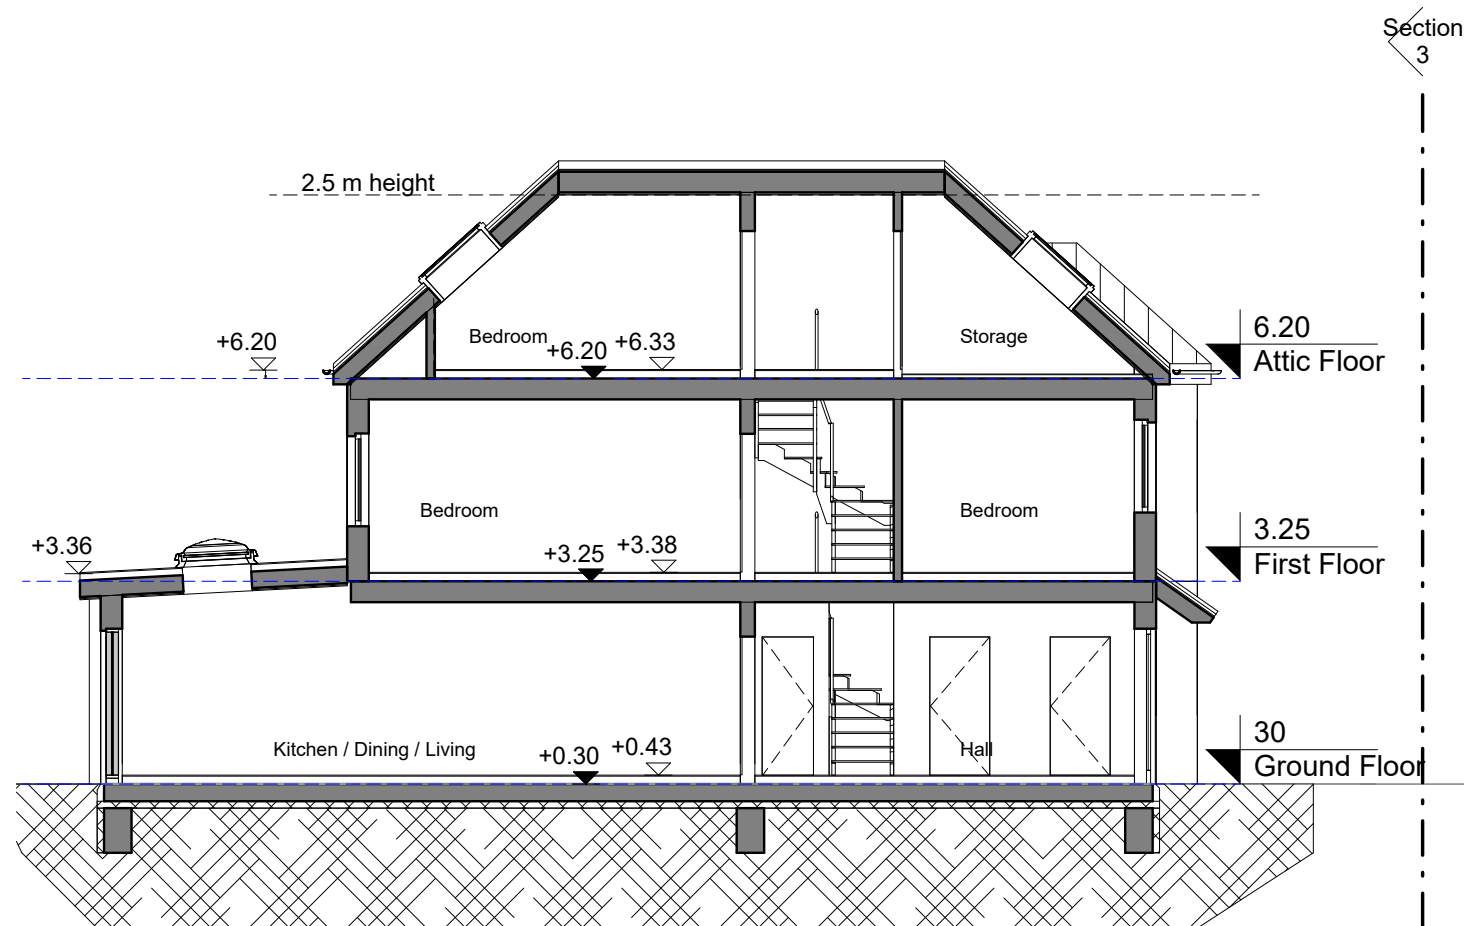 Section
3
2.5 m height
+6.20
Bedroom
+6.20
+6.33
Storage
6.20
Attic Floor
Bedroom
Bedroom
+3.36
+3.25
+3.38
3.25
First Floor
Kitchen / Dining / Living
+0.30
+0.43
Hall
30
Ground Floor